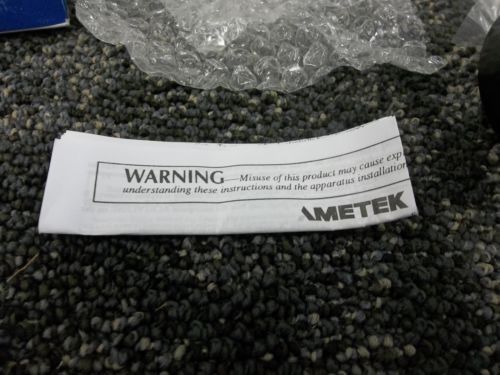 WARNING Misuse of this product may cause exp
understanding these instructions and the apparatus installation
AMETEK